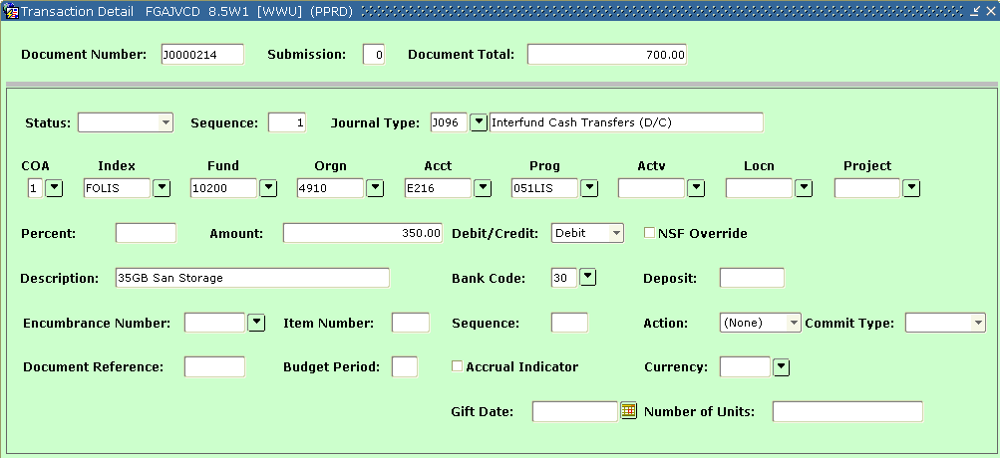 Transaction Detail FGAJVCD 8.5W1 [WWU] (PPRD)
Document Number: J0000214 Submission: 0 Document Total: 700.00
Status: Sequence: 1 Journal Type: J096 Interfund Cash Transfers (D/C)
COA Index Fund Orgn Acct Prog Actv Locn Project
1 FOLIS 10200 4910 E216 051LIS
Percent: Amount: 350.00 Debit/Credit: Debit NSF Override
Description: 35GB San Storage Bank Code: 30 Deposit:
Encumbrance Number: Item Number: Sequence: Action: (None) Commit Type:
Document Reference: Budget Period: Accrual Indicator Currency:
Gift Date: Number of Units: